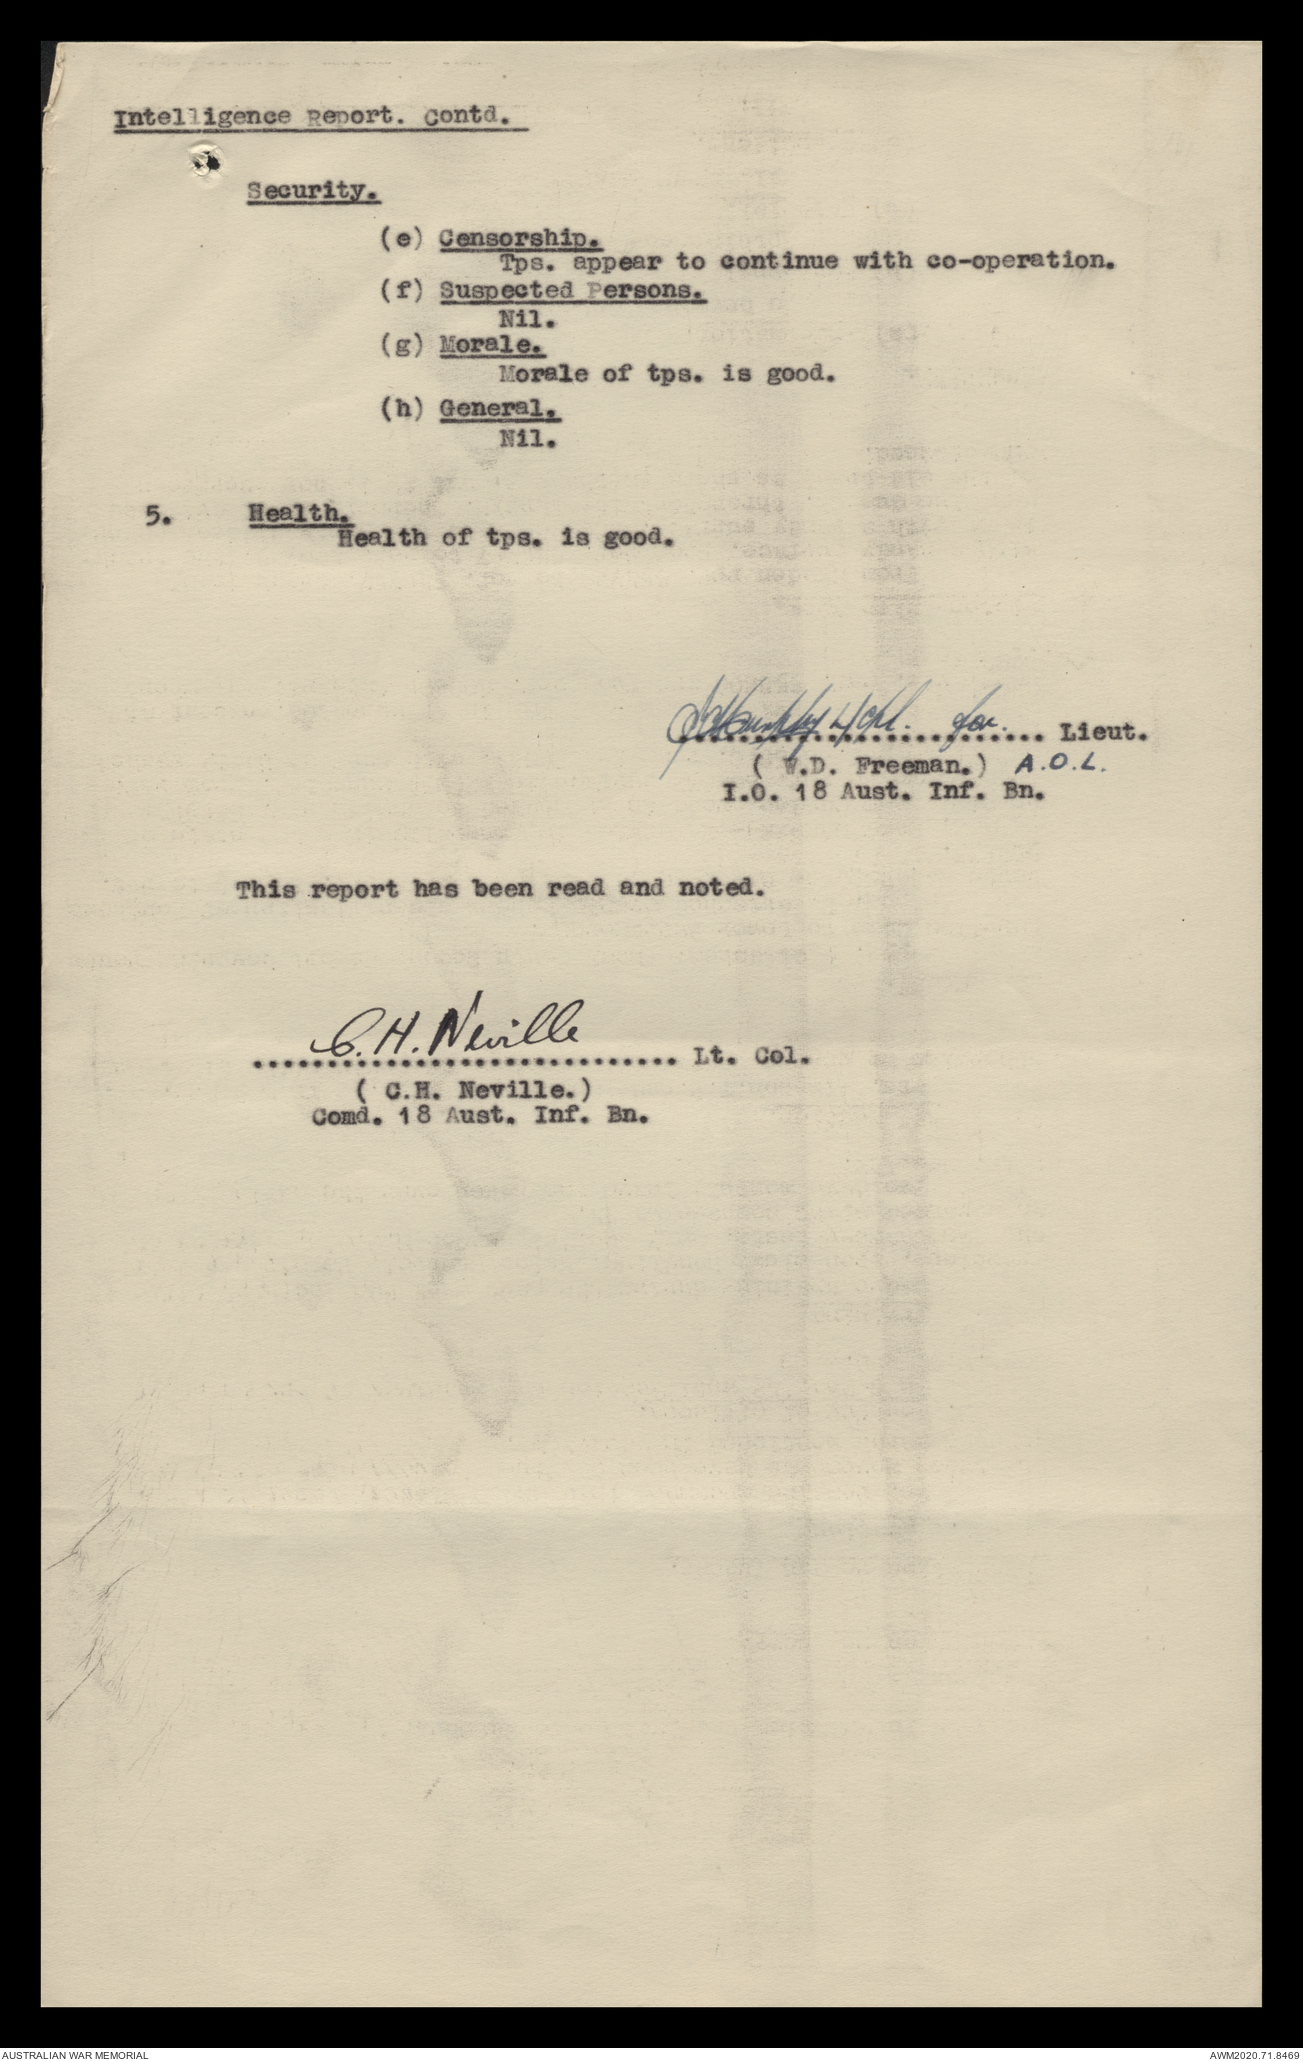 Intelligence Report. Contd.
Security.
(e) Censorship.
Tps. appear to continue with co-operation.
(f) Suspected Persons.
Nil.
(g) Morale.
Morale of tps. is good.
(h) General.
Nil.
5. Health.
Health of tps. is good.
for ........................ Lieut.
( W.D. Freeman.) A.O.L.
I.O. 18 Aust. Inf. Bn.
This report has been read and noted.
C.H. Neville
............................. Lt. Col.
( C.H. Neville.)
Comd. 18 Aust. Inf. Bn.
AUSTRALIAN WAR MEMORIAL
AWM2020.71.8469